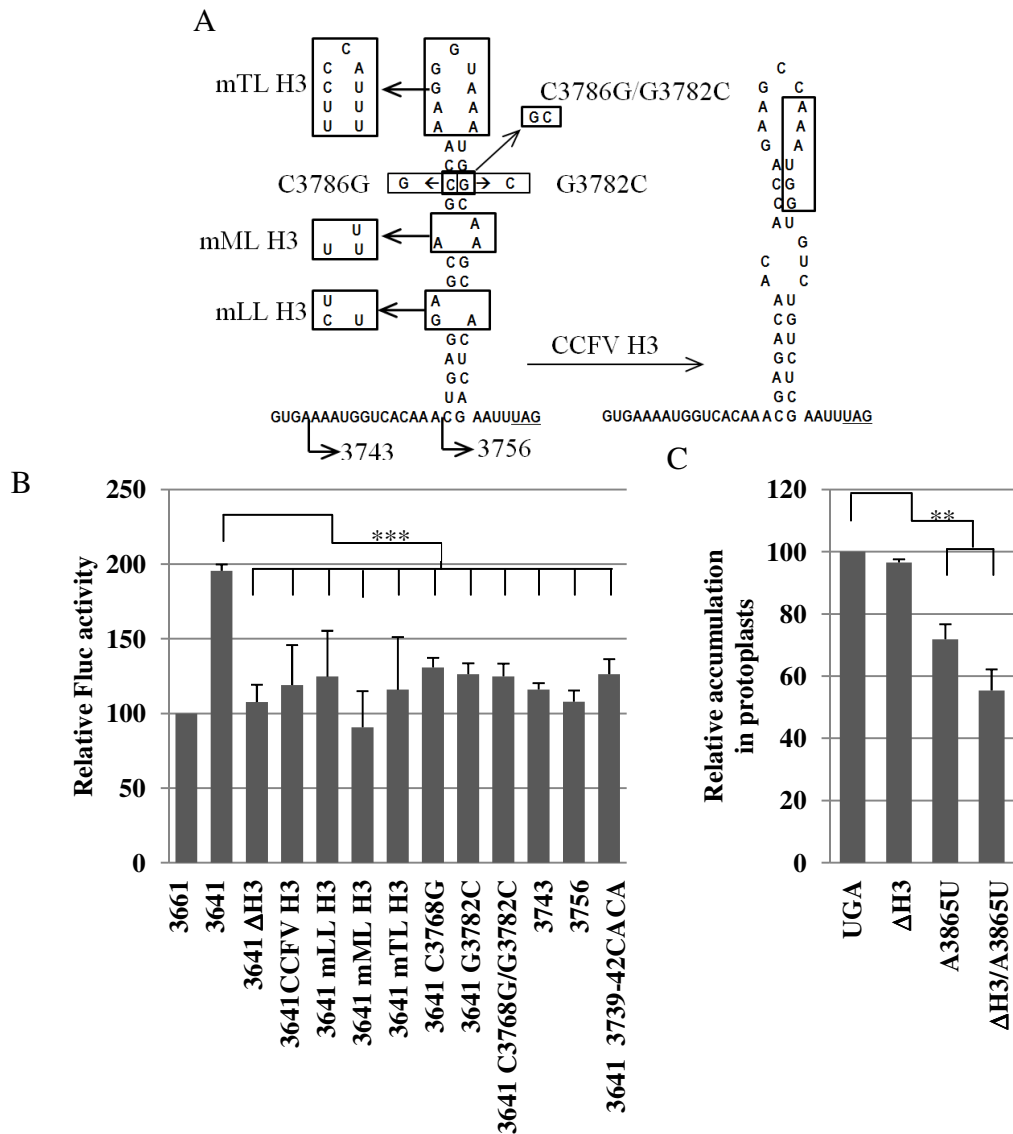 A
mTL H3
C
C A
C U
U U
U U
G
G U
G A
A A
A A
A U
C G
C3786G/G3782C
G C
C3786G
G
C G
C
G3782C
G C
mML H3
U
U U
A
A A
C G
G C
mLL H3
U
C U
A
G A
G C
A U
G C
U A
GUGAAAAUGGUCACAAACG AAUUUAG
3743
3756
CCFV H3
C
G C
A A
A A
G A
A U
C G
C G
A U
G
C U
A C
A U
C G
A U
G C
A U
G C
GUGAAAAUGGUCACAAACG AAUUUAG
B
Relative Fluc activity
250
200
150
100
50
0
***
3661
3641
3641 ΔH3
3641CCFV H3
3641 mLL H3
3641 mML H3
3641 mTL H3
3641 C3768G
3641 G3782C
3641 C3768G/G3782C
3743
3756
3641 3739-42CACA
C
Relative accumulation
in protoplasts
120
100
80
60
40
20
0
**
UGA
ΔH3
A3865U
ΔH3/A3865U